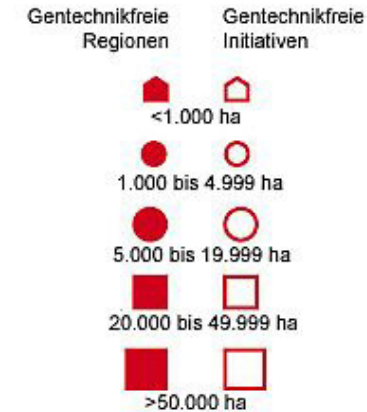 Gentechnikfreie Gentechnikfreie
Regionen Initiativen
<1.000 ha
1.000 bis 4.999 ha
5.000 bis 19.999 ha
20.000 bis 49.999 ha
>50.000 ha